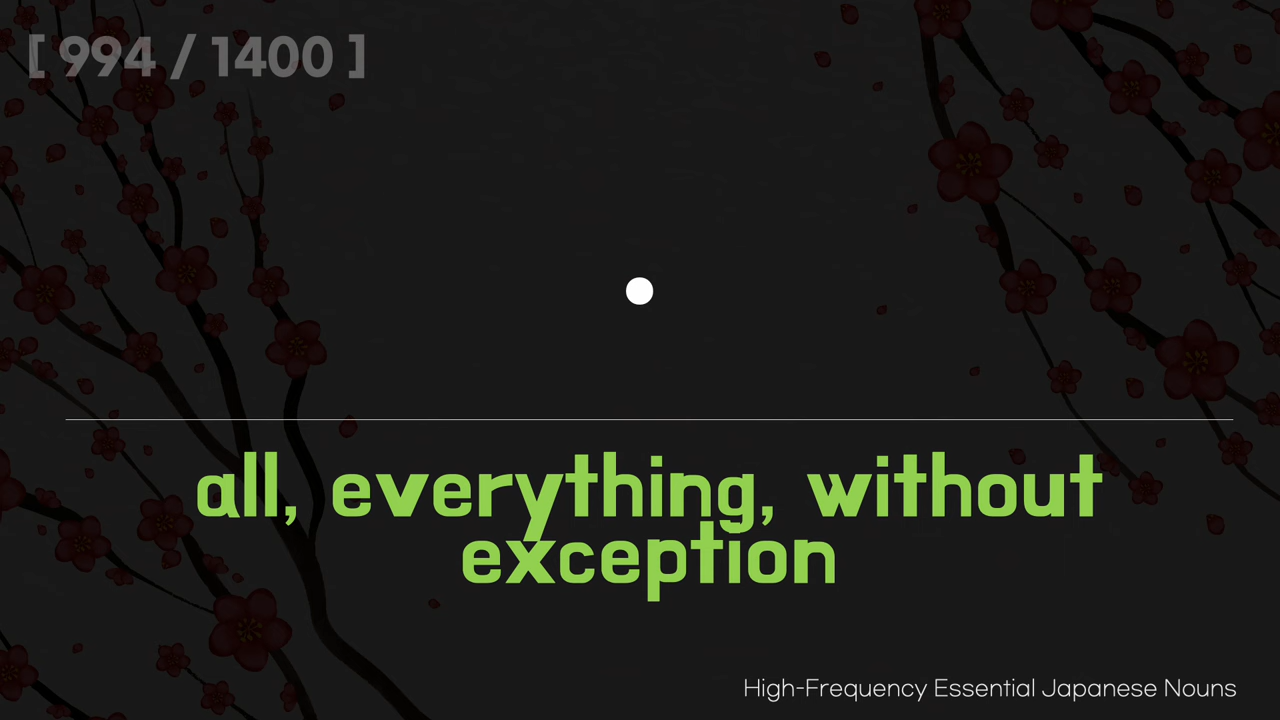 [ 994 / 1400 ]
all, everything, without
exception
High-Frequency Essential Japanese Nouns